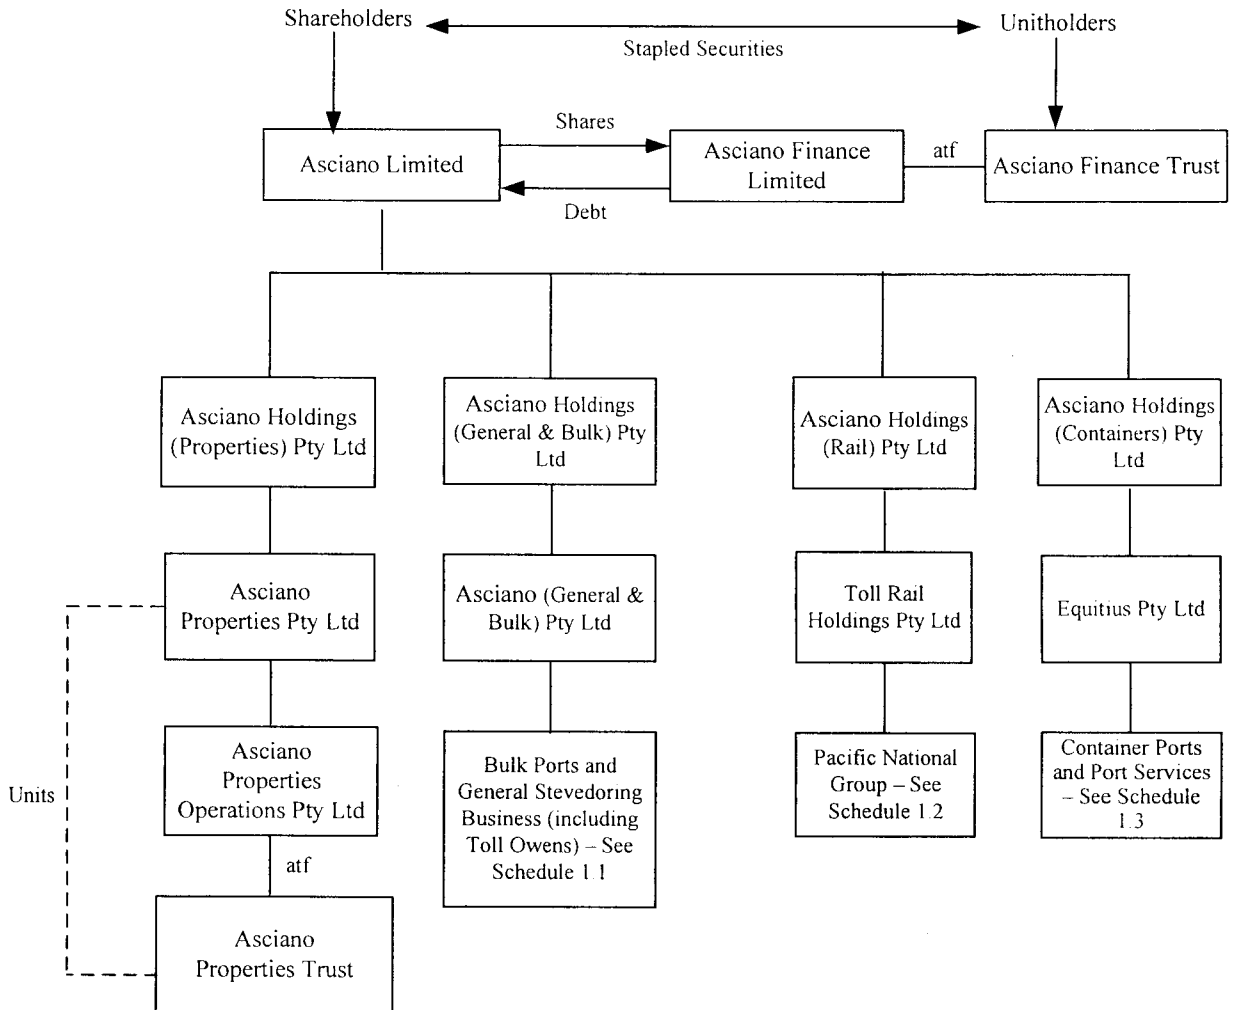 Shareholders
Unitholders
Stapled Securities
Asciano Limited
Shares
Debt
Asciano Finance
Limited
atf
Asciano Finance Trust
Asciano Holdings
(Properties) Pty Ltd
Asciano Holdings
(General & Bulk) Pty
Ltd
Asciano Holdings
(Rail) Pty Ltd
Asciano Holdings
(Containers) Pty
Ltd
Asciano
Properties Pty Ltd
Asciano (General &
Bulk) Pty Ltd
Toll Rail
Holdings Pty Ltd
Equitius Pty Ltd
Units
Asciano
Properties
Operations Pty Ltd
Bulk Ports and
General Stevedoring
Business (including
Toll Owens) – See
Schedule 1.1
Pacific National
Group – See
Schedule 1.2
Container Ports
and Port Services
– See Schedule
1.3
atf
Asciano
Properties Trust